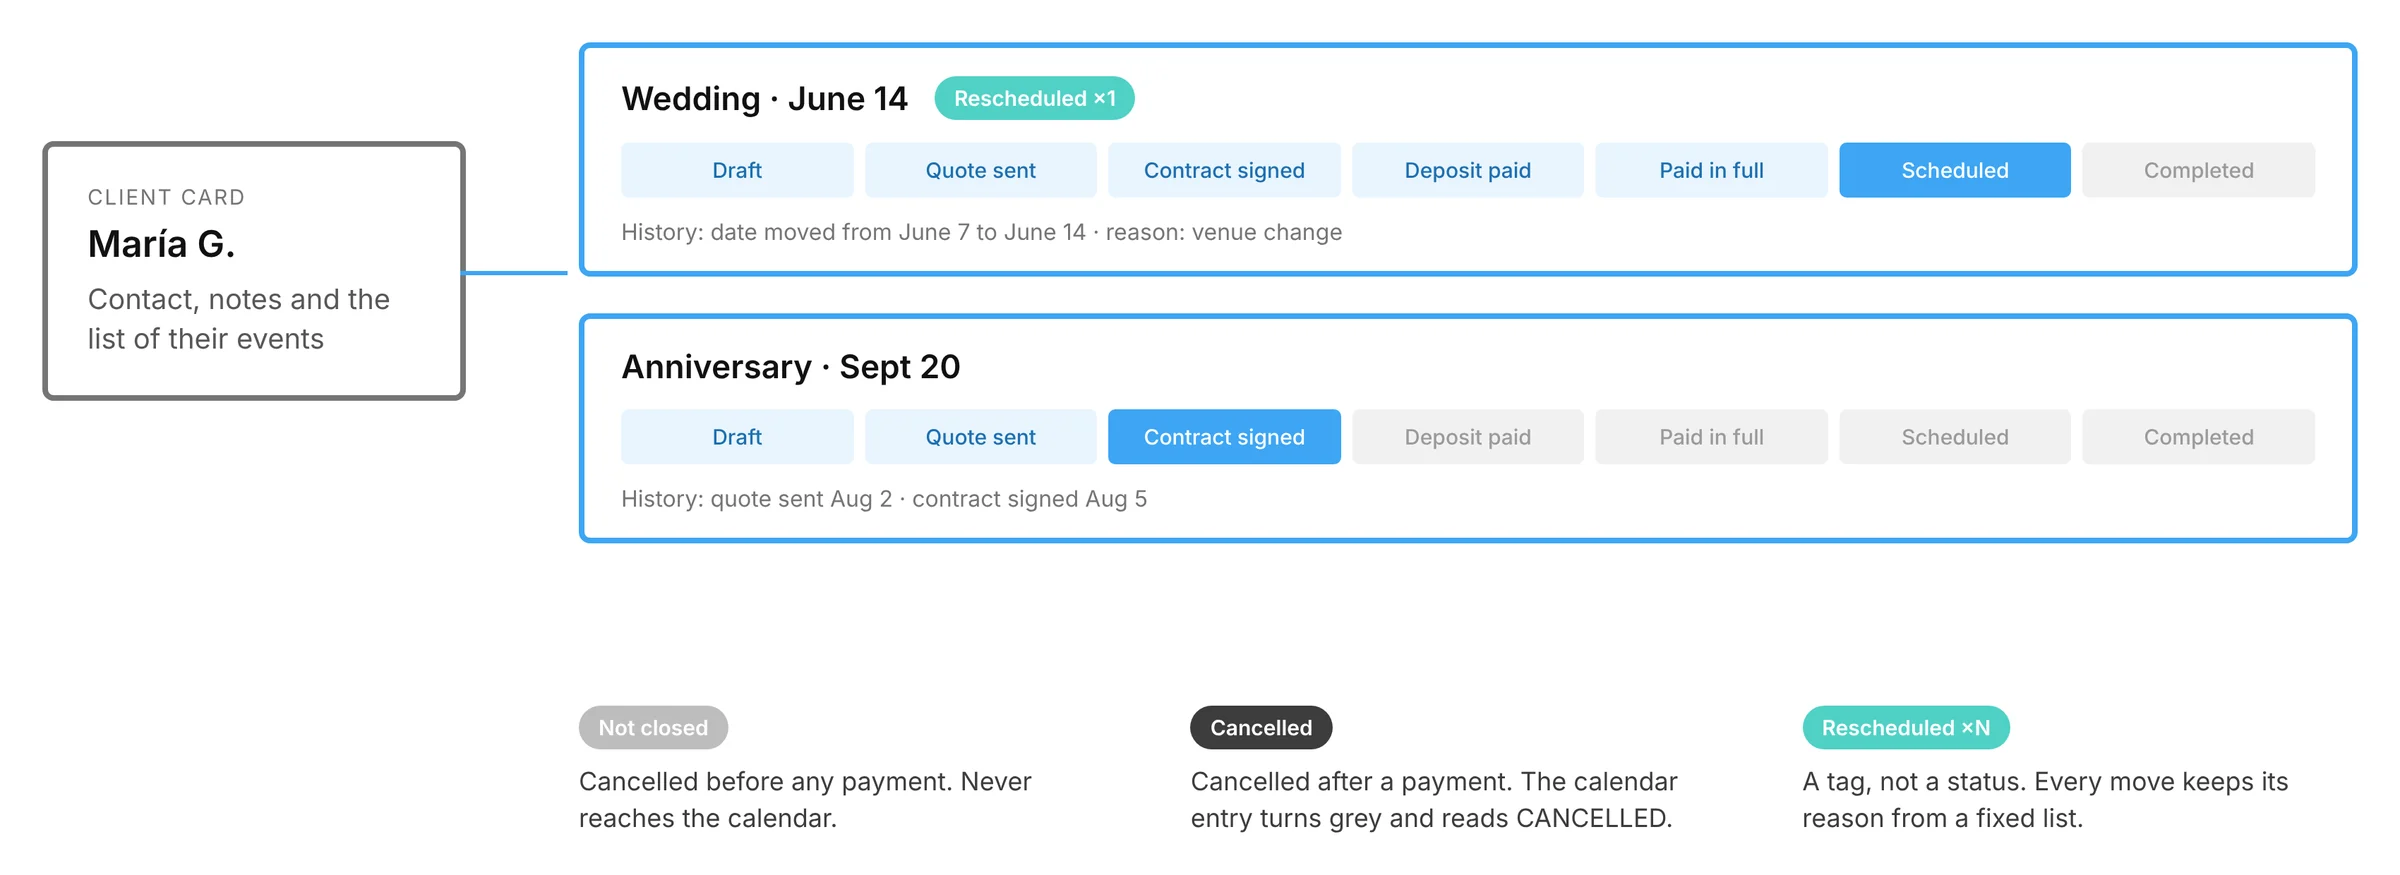 CLIENT CARD
María G.
Contact, notes and the
list of their events
Wedding · June 14
Rescheduled ×1
Draft
Quote sent
Contract signed
Deposit paid
Paid in full
Scheduled
Completed
History: date moved from June 7 to June 14 · reason: venue change
Anniversary · Sept 20
Draft
Quote sent
Contract signed
Deposit paid
Paid in full
Scheduled
Completed
History: quote sent Aug 2 · contract signed Aug 5
Not closed
Cancelled before any payment. Never
reaches the calendar.
Cancelled
Cancelled after a payment. The calendar
entry turns grey and reads CANCELLED.
Rescheduled ×N
A tag, not a status. Every move keeps its
reason from a fixed list.